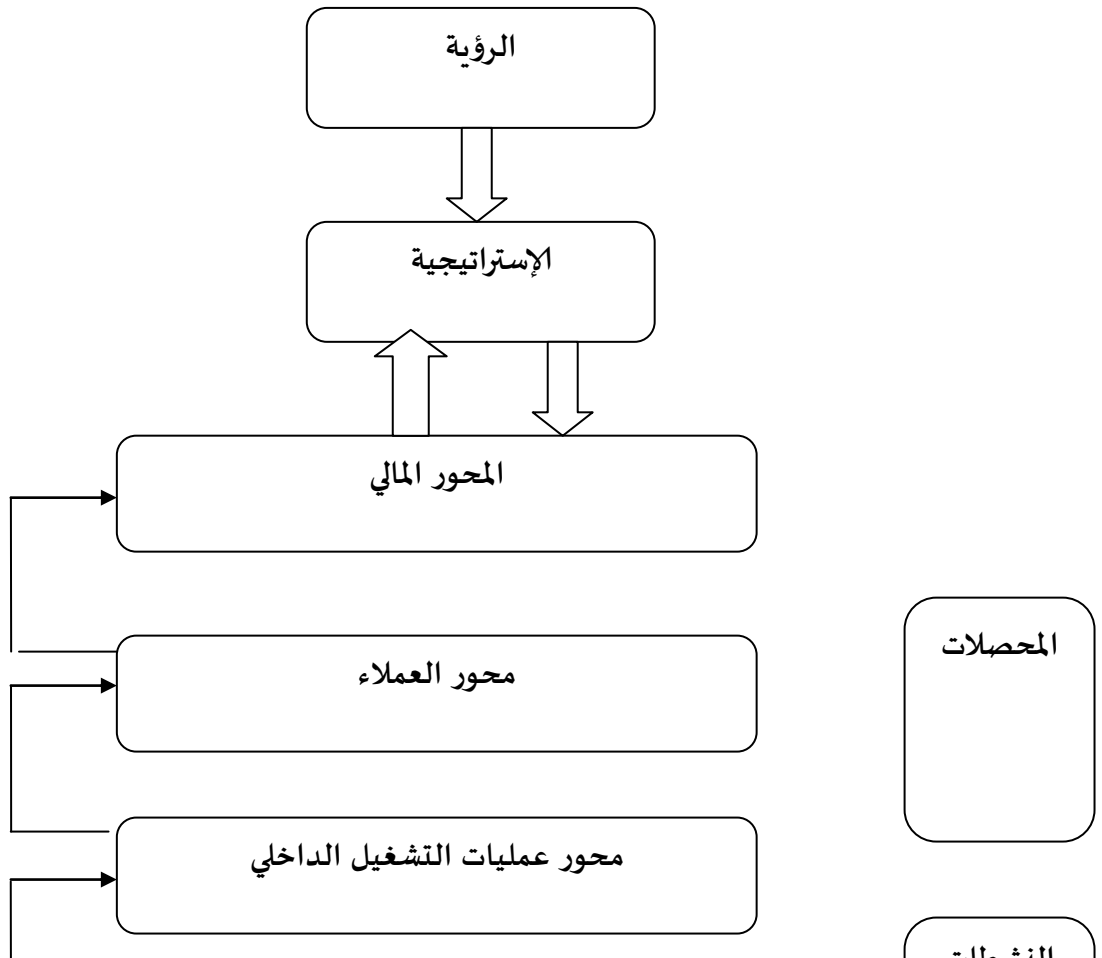 الرؤية
الإستراتيجية
المحور المالي
محور العملاء
المحصلات
محور عمليات التشغيل الداخلي